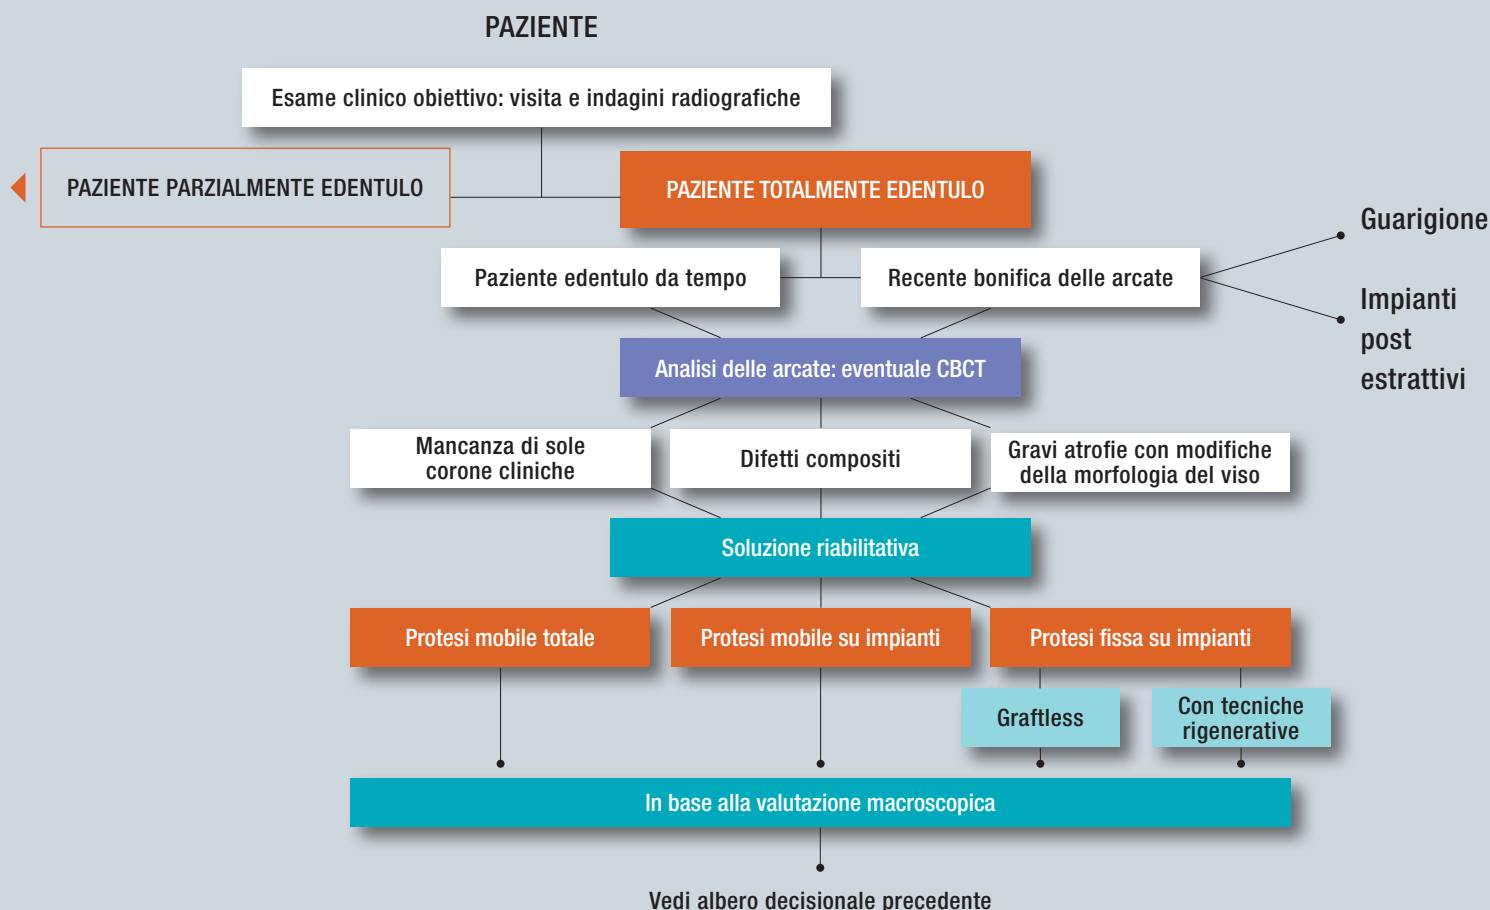 PAZIENTE
Esame clinico obiettivo: visita e indagini radiografiche
PAZIENTE PARZIALMENTE EDENTULO
PAZIENTE TOTALMENTE EDENTULO
Paziente edentulo da tempo
Recente bonifica delle arcate
Guarigione
Impianti
post
estrattivi
Analisi delle arcate: eventuale CBCT
Mancanza di sole
corone cliniche
Difetti compositi
Gravi atrofie con modifiche
della morfologia del viso
Soluzione riabilitativa
Protesi mobile totale
Protesi mobile su impianti
Protesi fissa su impianti
Graftless
Con tecniche
rigenerative
In base alla valutazione macroscopica
Vedi albero decisionale precedente